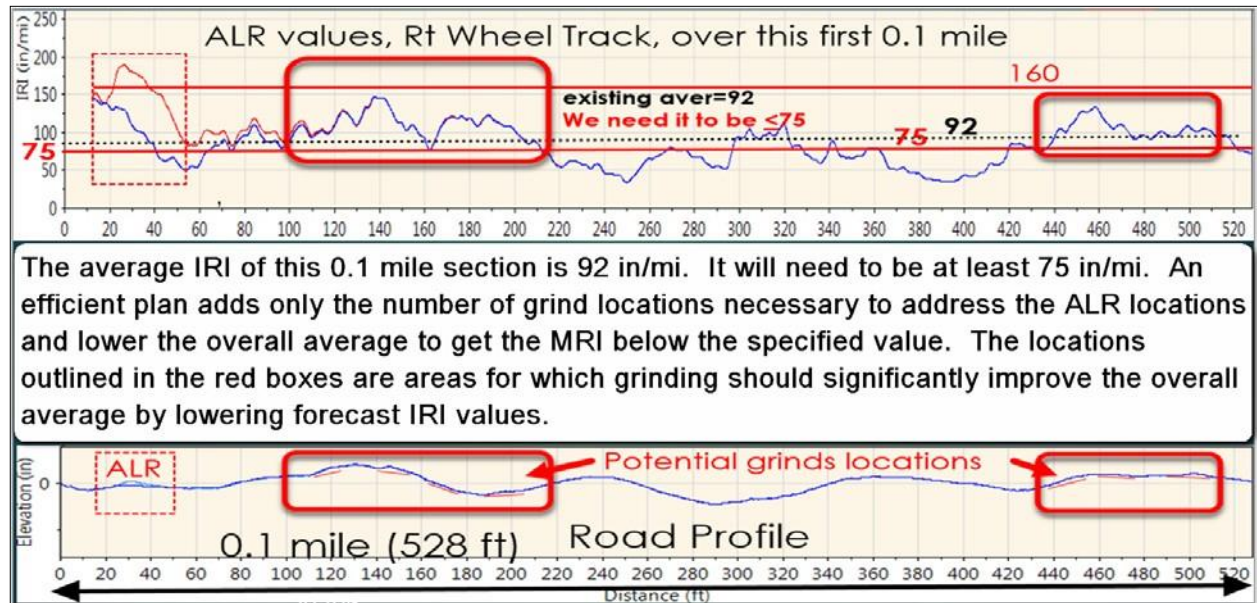 250
ALR values, Rt Wheel Track, over this first 0.1 mile
IRI (in/mi)
200
160
150
existing aver=92
We need it to be ≤75
100
92
75
75
50
0
0 20 40 60 80 100 120 140 160 180 200 220 240 260 280 300 320 340 360 380 400 420 440 460 480 500 520
The average IRI of this 0.1 mile section is 92 in/mi. It will need to be at least 75 in/mi. An
efficient plan adds only the number of grind locations necessary to address the ALR locations
and lower the overall average to get the MRI below the specified value. The locations
outlined in the red boxes are areas for which grinding should significantly improve the overall
average by lowering forecast IRI values.
ALR
Potential grinds locations
Elevation (in)
0
0.1 mile (528 ft)
Road Profile
0 20 40 60 80 100 120 140 160 180 200 220 240 260 280 300 320 340 360 380 400 420 440 460 480 500 520
Distance (ft)